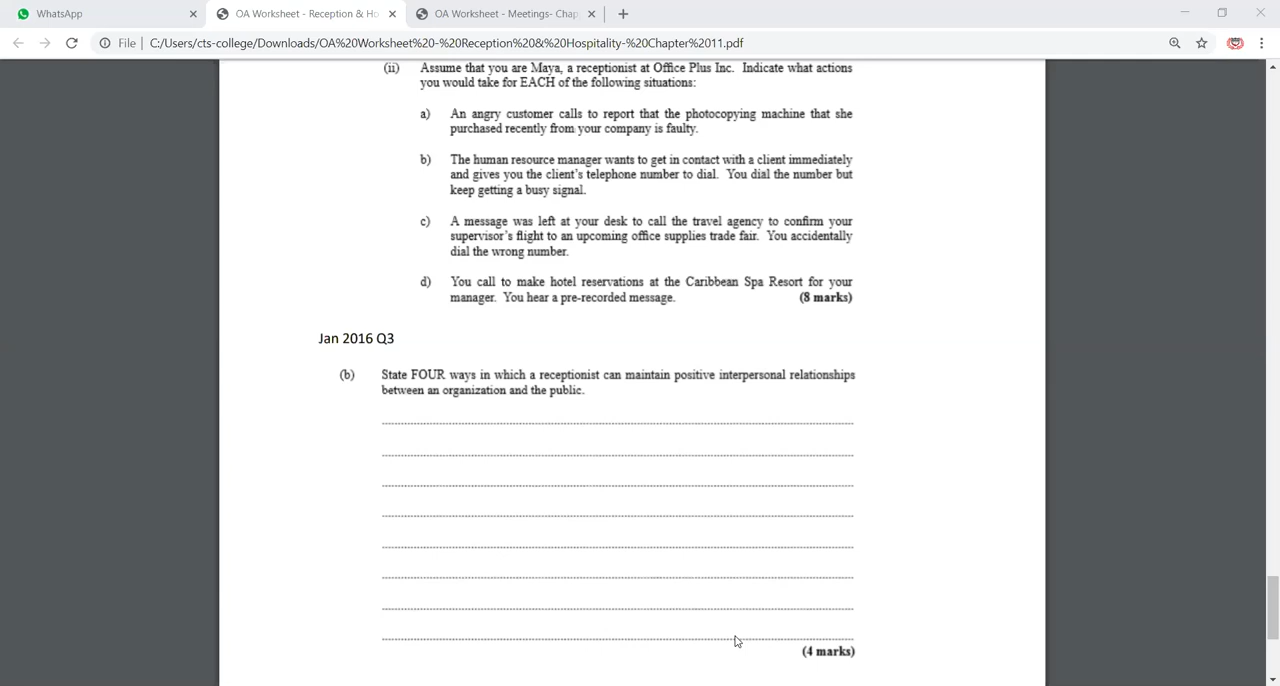 WhatsApp
OA Worksheet - Reception & Ho
OA Worksheet - Meetings- Chap
File
C:/Users/cts-college/Downloads/OA%20Worksheet%20-%20Reception%20&%20Hospitality-%20Chapter%2011.pdf
(ii) Assume that you are Maya, a receptionist at Office Plus Inc. Indicate what actions
you would take for EACH of the following situations:
a) An angry customer calls to report that the photocopying machine that she
purchased recently from your company is faulty.
b) The human resource manager wants to get in contact with a client immediately
and gives you the client's telephone number to dial. You dial the number but
keep getting a busy signal.
c) A message was left at your desk to call the travel agency to confirm your
supervisor's flight to an upcoming office supplies trade fair. You accidentally
dial the wrong number.
d) You call to make hotel reservations at the Caribbean Spa Resort for your
manager. You hear a pre-recorded message. (8 marks)
Jan 2016 Q3
(b) State FOUR ways in which a receptionist can maintain positive interpersonal relationships
between an organization and the public.
(4 marks)